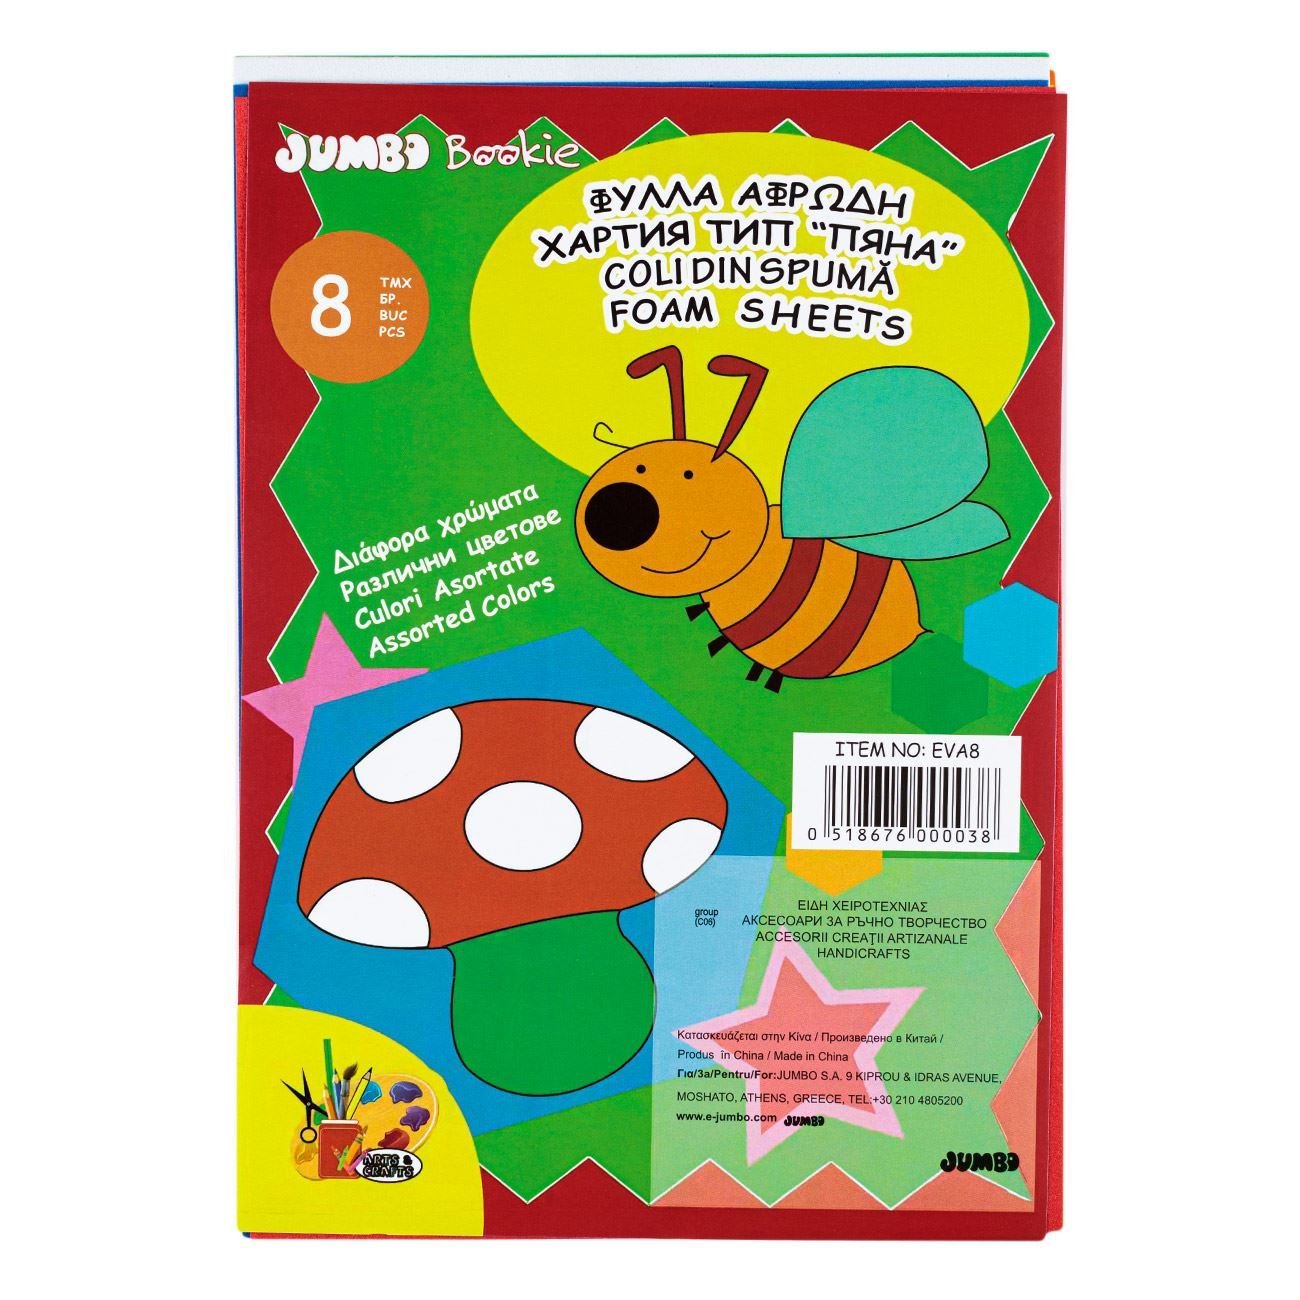 JUMBO Bookie
ΦΥΛΛΑ ΑΦΡΩΔΗ
ХАРТИЯ ТИП "ПЯНА"
COLI DIN SPUMĂ
FOAM SHEETS
8
ΤΜΧ
БР.
BUC
PCS
Διάφορα χρώματα
Различни цветове
Culori Asortate
Assorted Colors
ITEM NO: EVA8
0 518676 000038
group
(C06)
ΕΙΔΗ ΧΕΙΡΟΤΕΧΝΙΑΣ
АКСЕСОАРИ ЗА РЪЧНО ТВОРЧЕСТВО
ACCESORII CREAŢII ARTIZANALE
HANDICRAFTS
Κατασκευάζεται στην Κίνα / Произведено в Китай /
Produs în China / Made in China
Για/За/Pentru/For:JUMBO S.A. 9 KIPROU & IDRAS AVENUE,
MOSHATO, ATHENS, GREECE, TEL:+30 210 4805200
www.e-jumbo.com JUMBO
JUMBO
ARTS &
CRAFTS